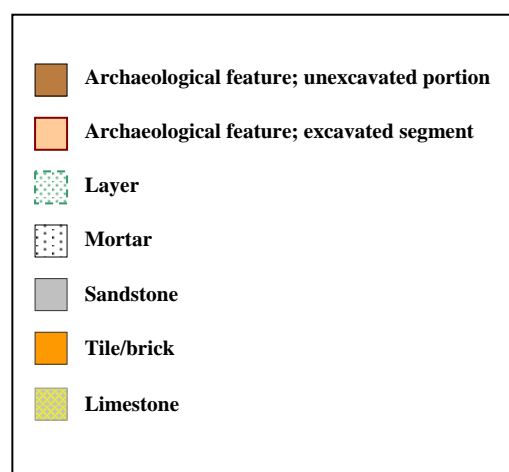 Archaeological feature; unexcavated portion
Archaeological feature; excavated segment
Layer
Mortar
Sandstone
Tile/brick
Limestone